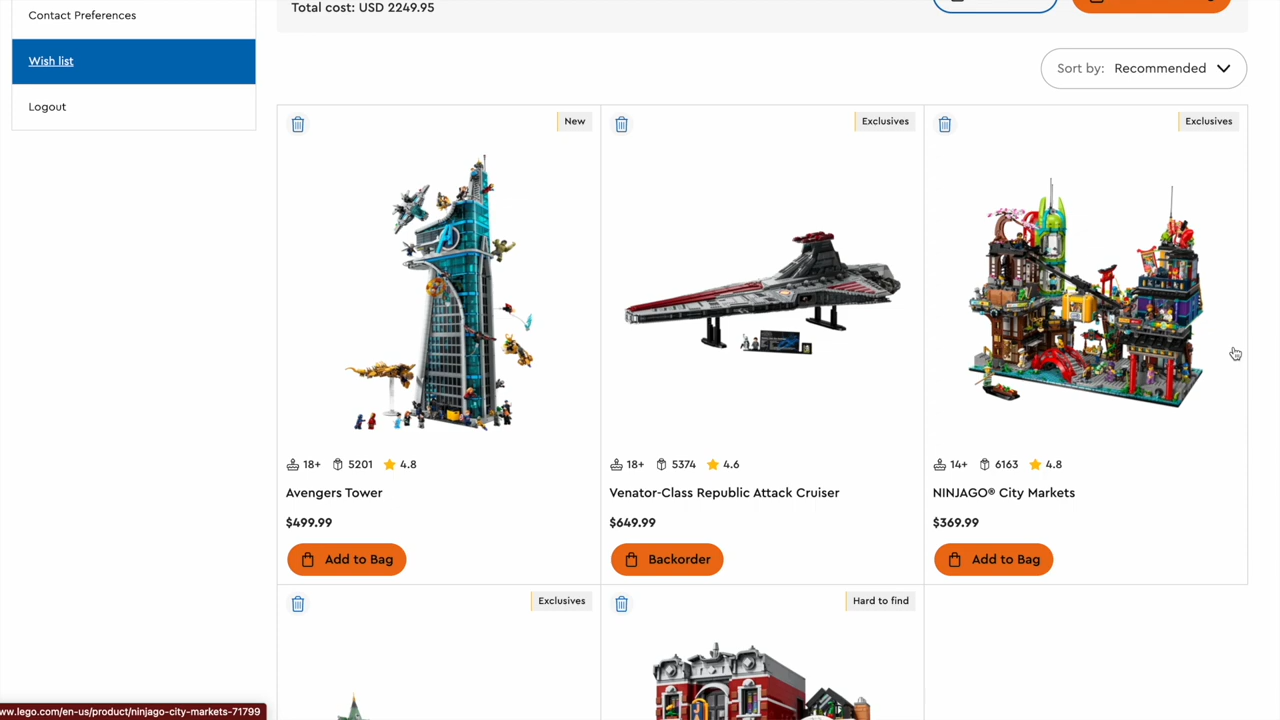 Contact Preferences
Total cost: USD 2249.95
Wish list
Sort by: Recommended
Logout
New
Exclusives
Exclusives
18+ 5201 4.8
18+ 5374 4.6
14+ 6163 4.8
Avengers Tower
Venator-Class Republic Attack Cruiser
NINJAGO® City Markets
$499.99
$649.99
$369.99
Add to Bag
Backorder
Add to Bag
Exclusives
Hard to find
ww.lego.com/en-us/product/ninjago-city-markets-71799